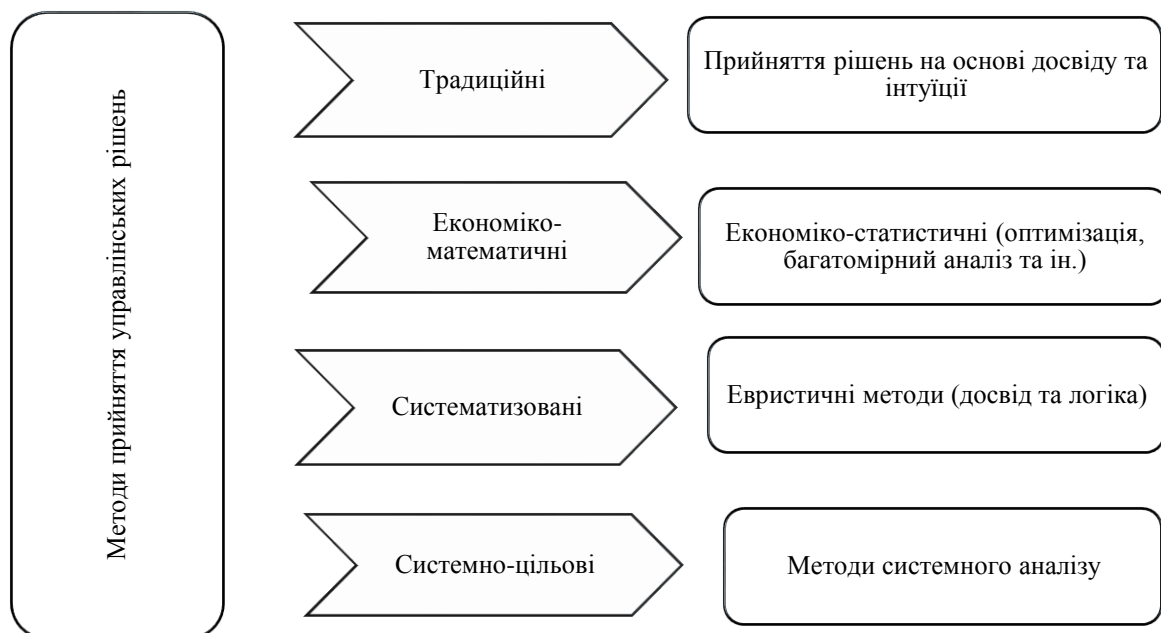 Методи прийняття управлінських рішень
Традиційні
Прийняття рішень на основі досвіду та
інтуїції
Економіко-
математичні
Економіко-статистичні (оптимізація,
багатомірний аналіз та ін.)
Систематизовані
Евристичні методи (досвід та логіка)
Системно-цільові
Методи системного аналізу